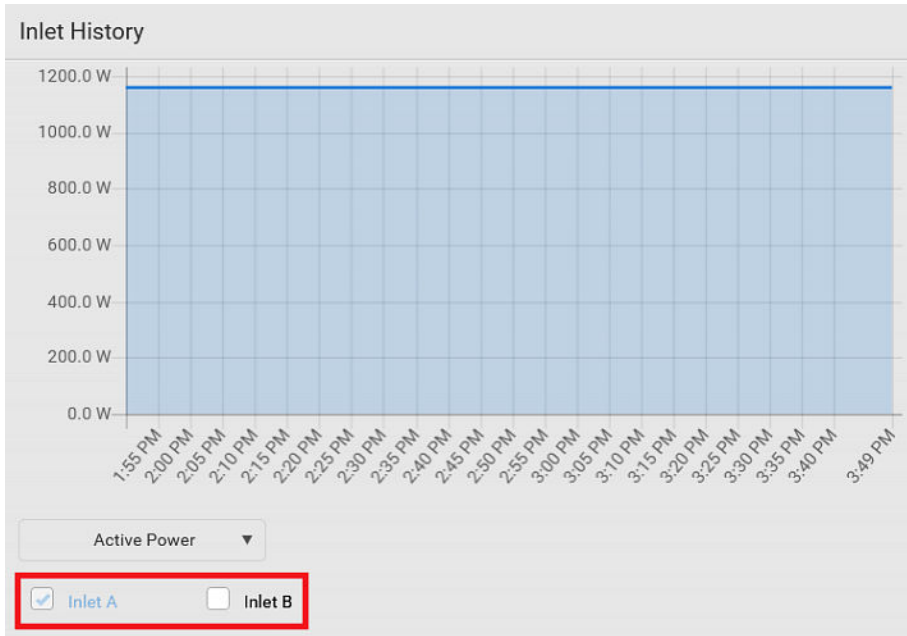 Inlet History
1200.0 W
1000.0 W
800.0 W
600.0 W
400.0 W
200.0 W
0.0 W
1:55 PM 2:00 PM 2:05 PM 2:10 PM 2:15 PM 2:20 PM 2:25 PM 2:30 PM 2:35 PM 2:40 PM 2:45 PM 2:50 PM 2:55 PM 3:00 PM 3:05 PM 3:10 PM 3:15 PM 3:20 PM 3:25 PM 3:30 PM 3:35 PM 3:40 PM 3:49 PM
Active Power
Inlet A Inlet B